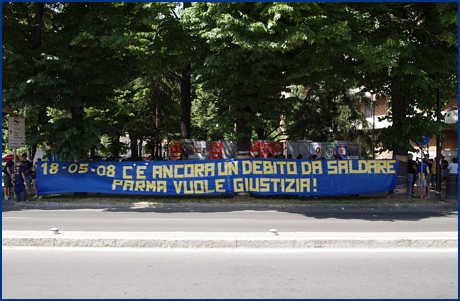 18-05-08 C'È ANCORA UN DEBITO DA SALDARE
PARMA VUOLE GIUSTIZIA!